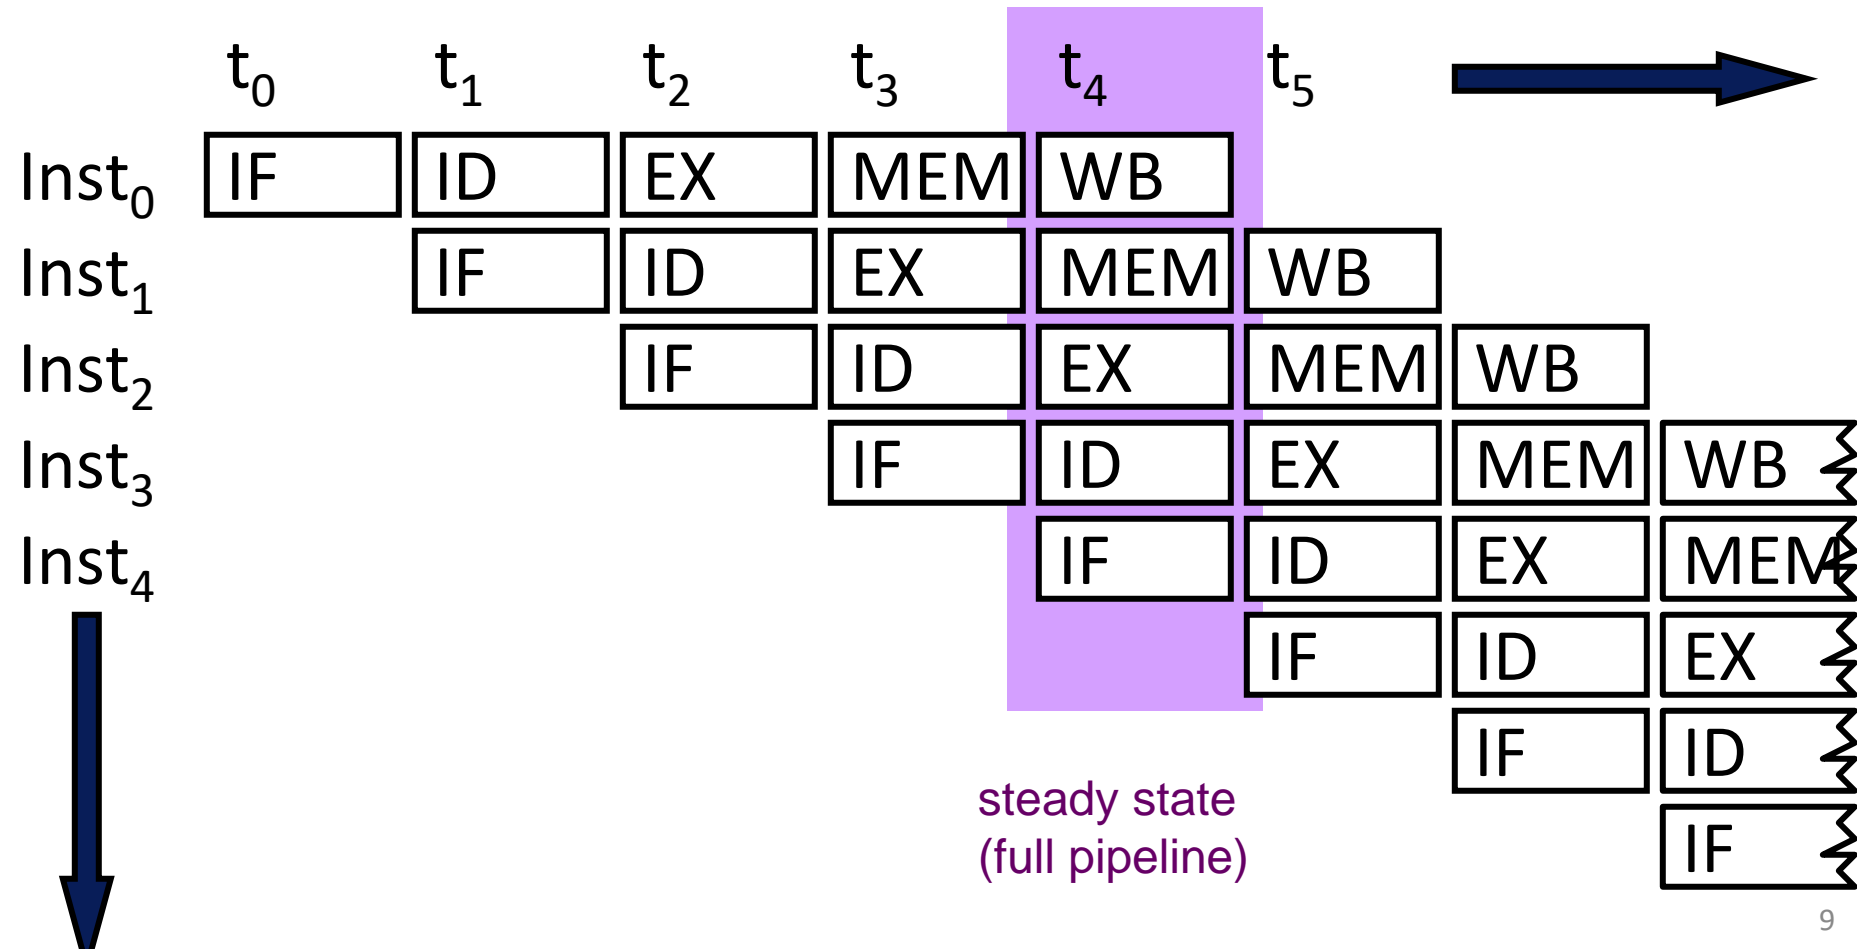 t₀ t₁ t₂ t₃ t₄ t₅
Inst₀ IF ID EX MEM WB
Inst₁ IF ID EX MEM WB
Inst₂ IF ID EX MEM WB
Inst₃ IF ID EX MEM WB
Inst₄ IF ID EX MEM
IF ID EX
IF ID
steady state
(full pipeline)
IF
9